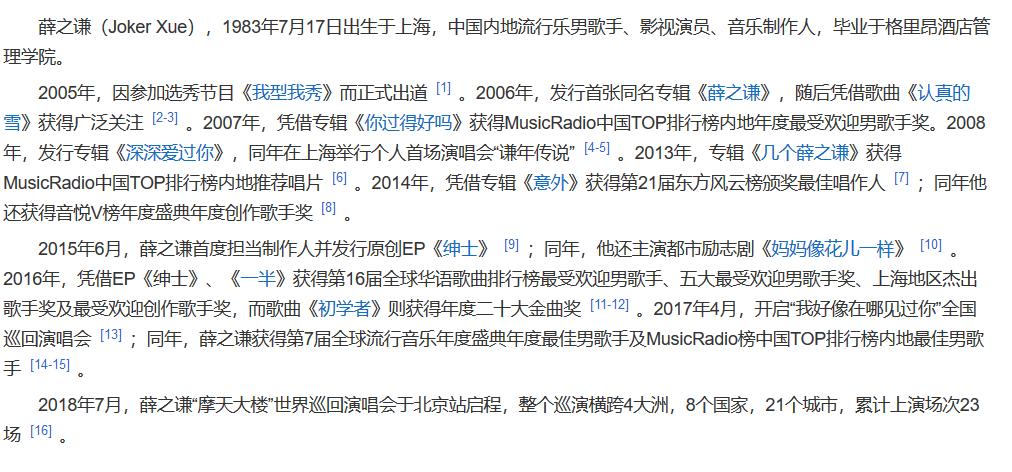 薛之谦（Joker Xue），1983年7月17日出生于上海，中国内地流行乐男歌手、影视演员、音乐制作人，毕业于格里昂酒店管
理学院。
2005年，因参加选秀节目《我型我秀》而正式出道 [1] 。2006年，发行首张同名专辑《薛之谦》，随后凭借歌曲《认真的
雪》获得广泛关注 [2-3] 。2007年，凭借专辑《你过得好吗》获得MusicRadio中国TOP排行榜内地年度最受欢迎男歌手奖。2008
年，发行专辑《深深爱过你》，同年在上海举行个人首场演唱会“谦年传说” [4-5] 。2013年，专辑《几个薛之谦》获得
MusicRadio中国TOP排行榜内地推荐唱片 [6] 。2014年，凭借专辑《意外》获得第21届东方风云榜颁奖最佳唱作人 [7] ；同年他
还获得音悦V榜年度盛典年度创作歌手奖 [8] 。
2015年6月，薛之谦首度担当制作人并发行原创EP《绅士》 [9] ；同年，他还主演都市励志剧《妈妈像花儿一样》 [10] 。
2016年，凭借EP《绅士》、《一半》获得第16届全球华语歌曲排行榜最受欢迎男歌手、五大最受欢迎男歌手奖、上海地区杰出
歌手奖及最受欢迎创作歌手奖，而歌曲《初学者》则获得年度二十大金曲奖 [11-12] 。2017年4月，开启“我好像在哪见过你”全国
巡回演唱会 [13] ；同年，薛之谦获得第7届全球流行音乐年度盛典年度最佳男歌手及MusicRadio榜中国TOP排行榜内地最佳男歌
手 [14-15] 。
2018年7月，薛之谦“摩天大楼”世界巡回演唱会于北京站启程，整个巡演横跨4大洲，8个国家，21个城市，累计上演场次23
场 [16] 。